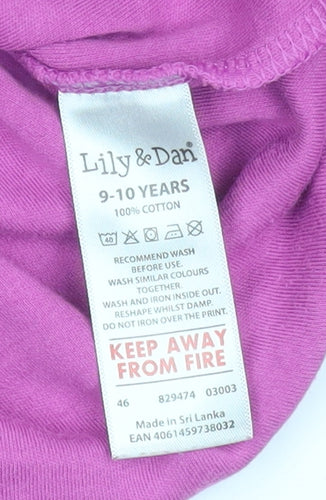 Lily & Dan®
9-10 YEARS
100% COTTON
40
RECOMMEND WASH
BEFORE USE.
WASH SIMILAR COLOURS
TOGETHER.
WASH AND IRON INSIDE OUT.
RESHAPE WHILST DAMP.
DO NOT IRON OVER THE PRINT.
KEEP AWAY
FROM FIRE
46 829474 03003
Made in Sri Lanka
EAN 4061459738032